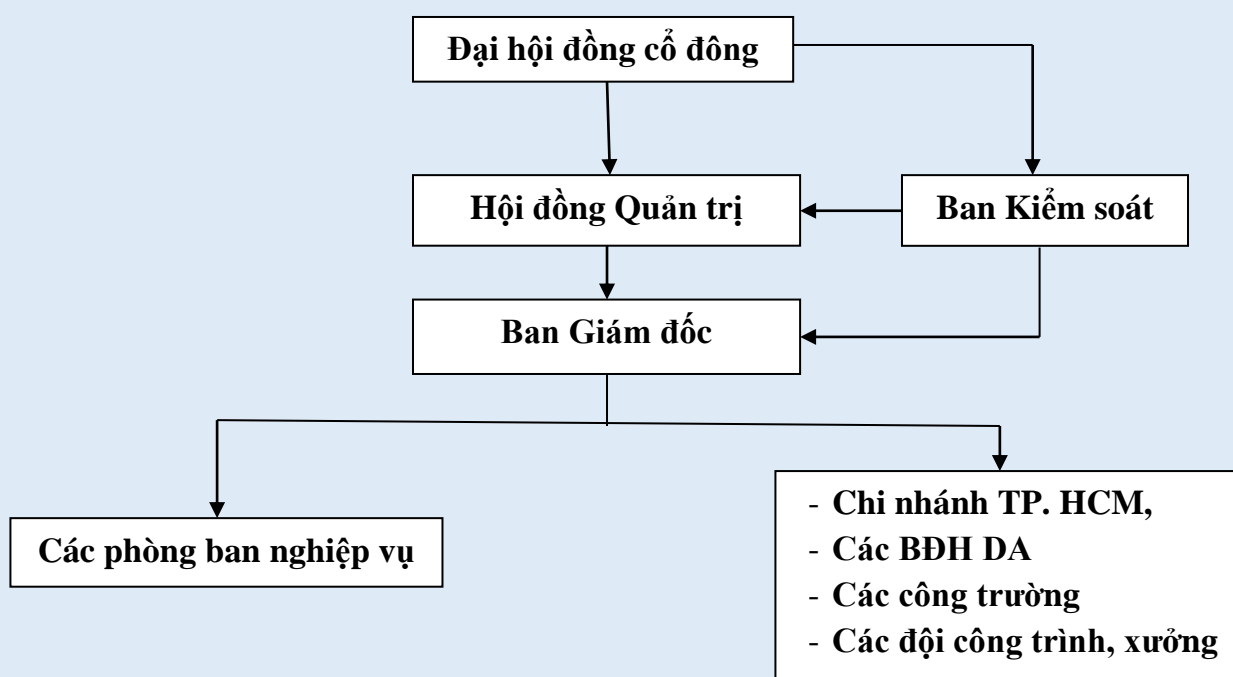 Đại hội đồng cổ đông
Hội đồng Quản trị
Ban Kiểm soát
Ban Giám đốc
Các phòng ban nghiệp vụ
- Chi nhánh TP. HCM,
- Các BĐH DA
- Các công trường
- Các đội công trình, xưởng